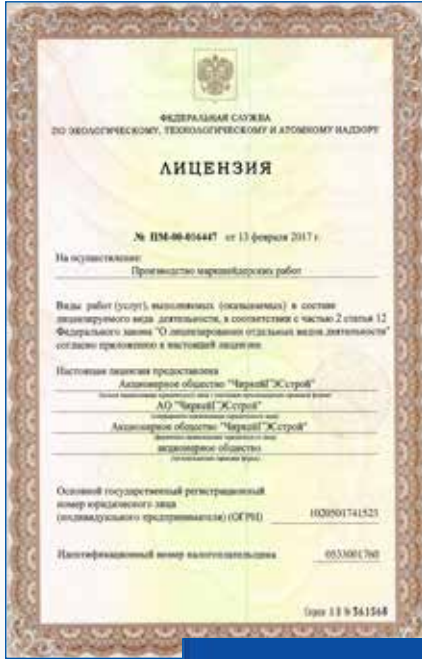 ФЕДЕРАЛЬНАЯ СЛУЖБА
ПО ЭКОЛОГИЧЕСКОМУ, ТЕХНОЛОГИЧЕСКОМУ И АТОМНОМУ НАДЗОРУ
ЛИЦЕНЗИЯ
№ ПМ-00-016447 от 13 февраля 2017 г.
На осуществление:
Производство маркшейдерских работ
Виды работ (услуг), выполняемых (оказываемых) в составе
лицензируемого вида деятельности, в соответствии с частью 2 статьи 12
Федерального закона "О лицензировании отдельных видов деятельности"
согласно приложению к настоящей лицензии.
Настоящая лицензия предоставлена
Акционерное общество "ЧиркейГЭСстрой"
АО "ЧиркейГЭСстрой"
Акционерное общество "ЧиркейГЭСстрой"
акционерное общество
Основной государственный регистрационный
номер юридического лица
(индивидуального предпринимателя) (ОГРН) 1020501741523
Идентификационный номер налогоплательщика 0533001760
Серия